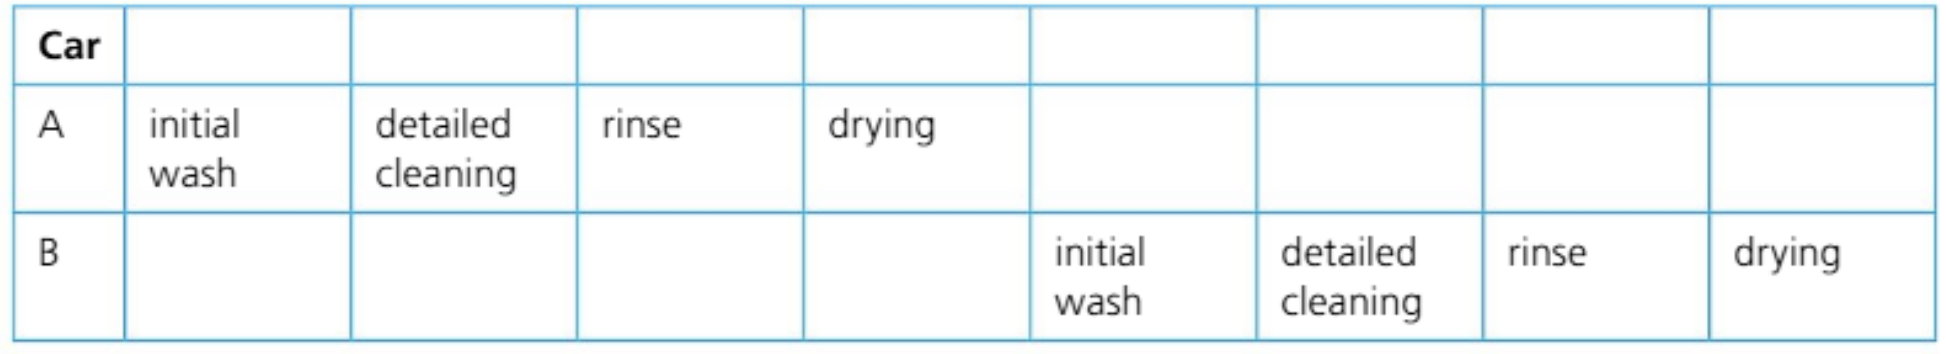 Car
A initial detailed rinse drying
wash cleaning
B initial detailed rinse drying
wash cleaning